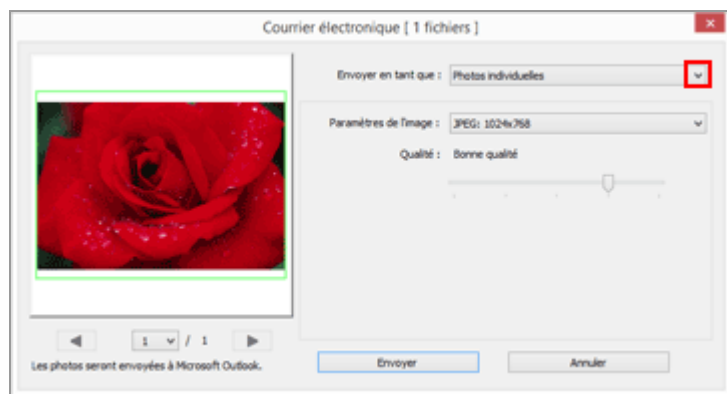 Courrier électronique [ 1 fichiers ]
Envoyer en tant que : Photos individuelles
Paramètres de l'image : JPEG: 1024x768
Qualité : Bonne qualité
1 / 1
Les photos seront envoyées à Microsoft Outlook.
Envoyer
Annuler